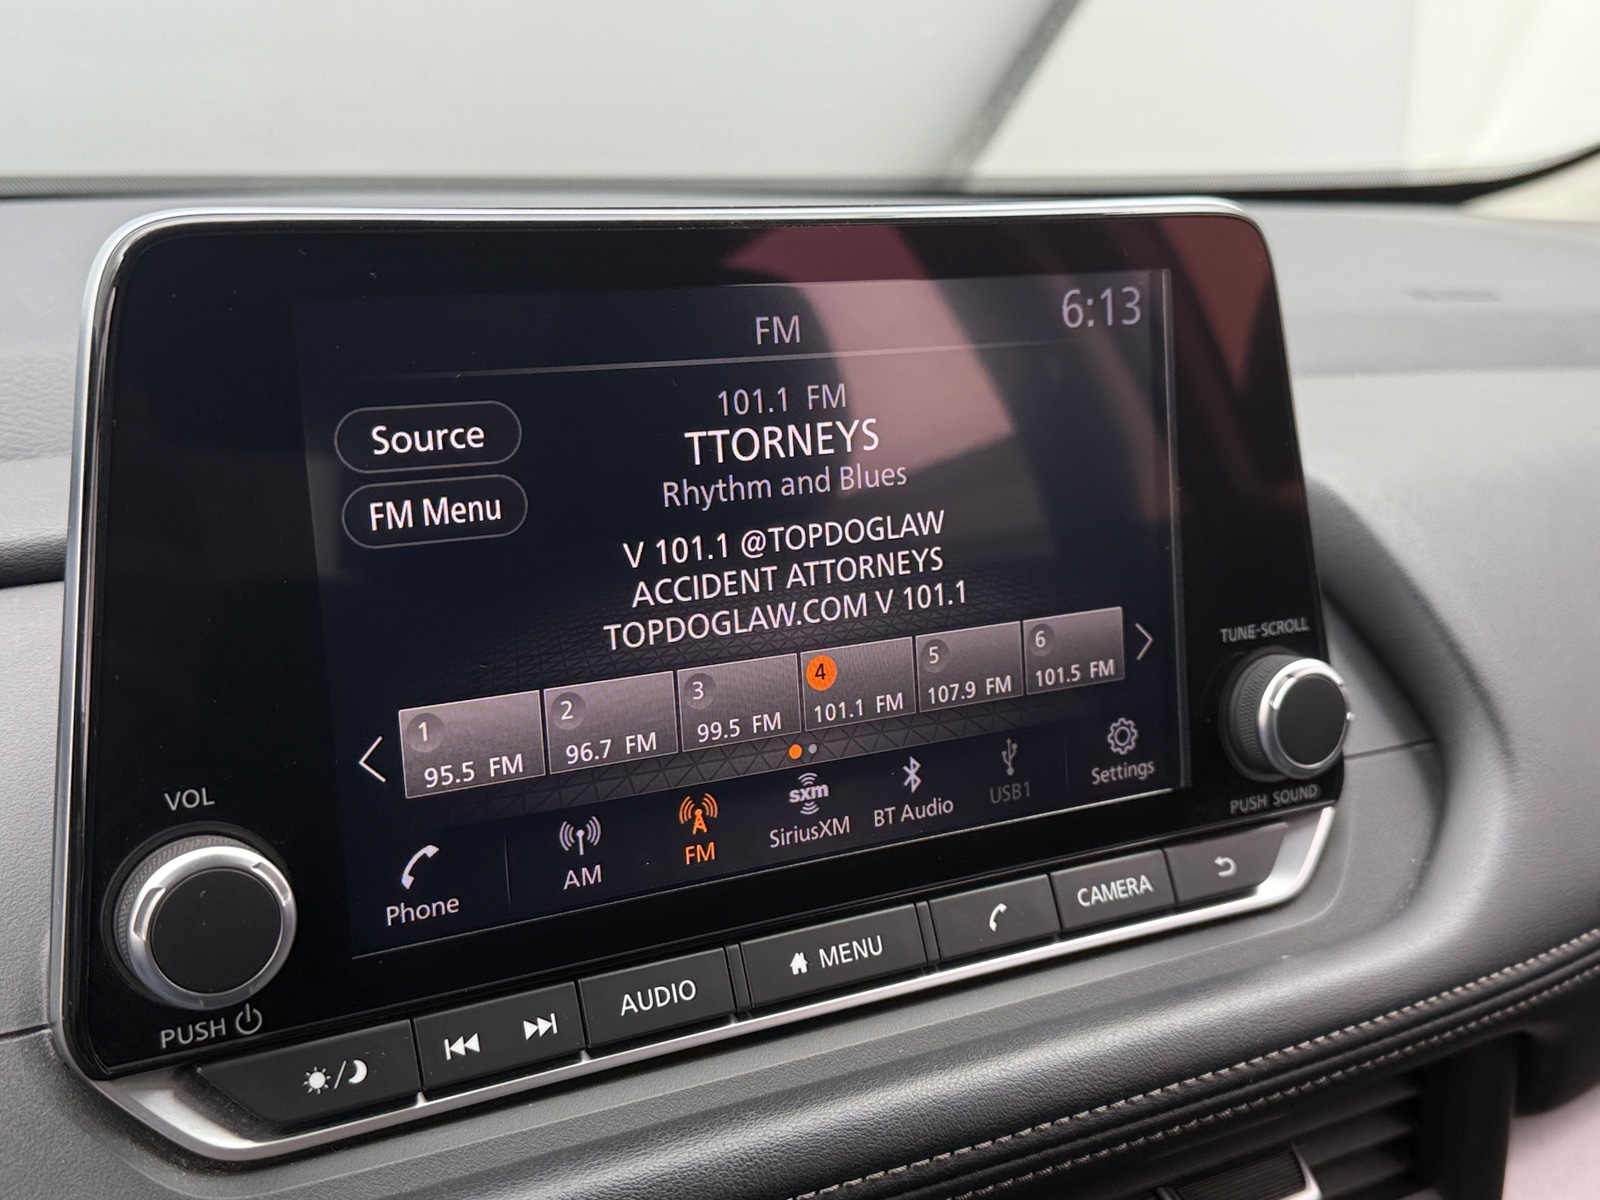 FM
6:13
101.1 FM
TTORNEYS
Rhythm and Blues
Source
FM Menu
V 101.1 @TOPDOGLAW
ACCIDENT ATTORNEYS
TOPDOGLAW.COM V 101.1
1
95.5 FM
2
96.7 FM
3
99.5 FM
4
101.1 FM
5
107.9 FM
6
101.5 FM
Phone
AM
FM
sxm
SiriusXM
BT Audio
USB1
Settings
VOL
PUSH
TUNE·SCROLL
PUSH SOUND
AUDIO
MENU
CAMERA